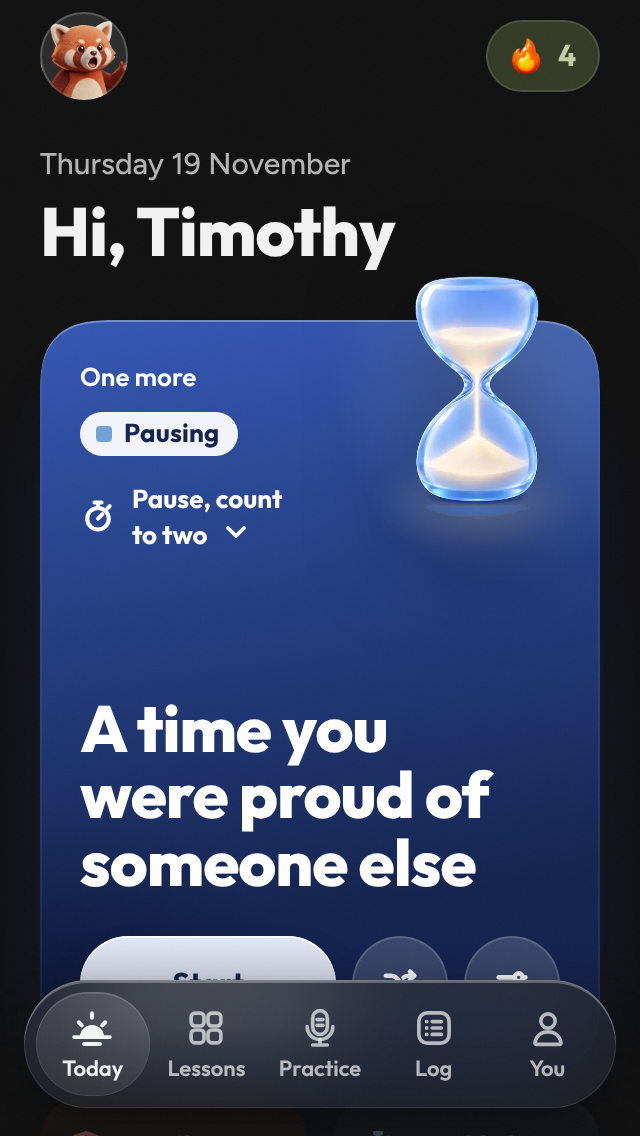 4
Thursday 19 November
Hi, Timothy
One more
Pausing
Pause, count
to two
A time you
were proud of
someone else
Start
Today
Lessons
Practice
Log
You